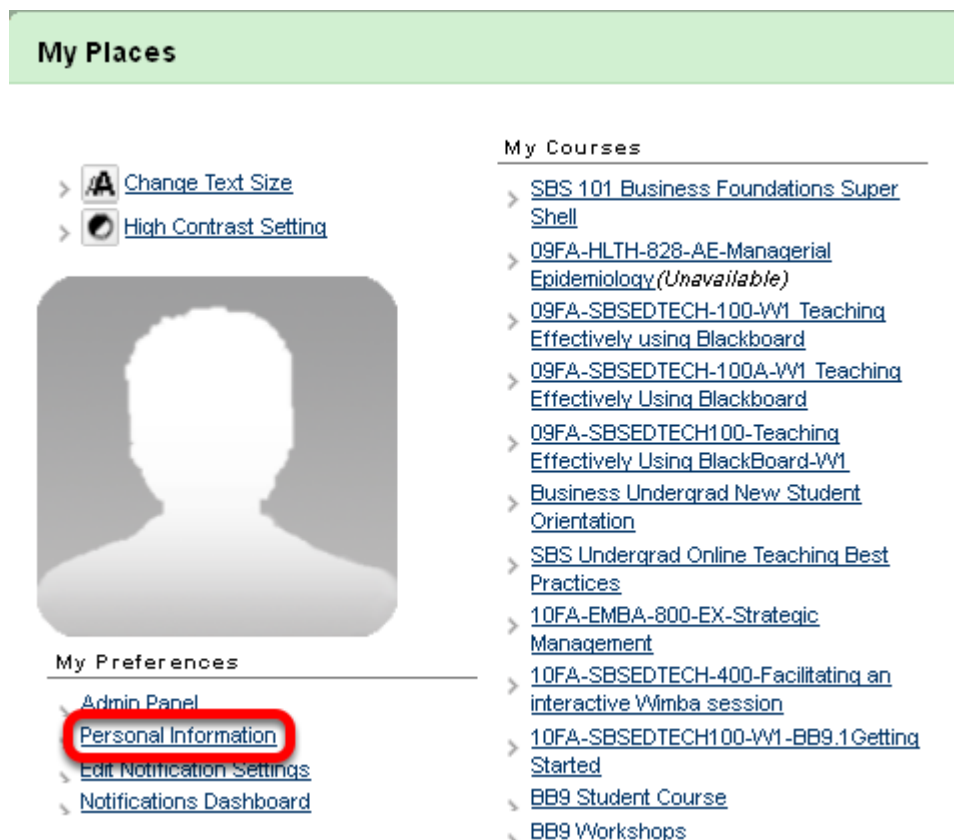 My Places
Change Text Size
High Contrast Setting
My Preferences
Admin Panel
Personal Information
Edit Notification Settings
Notifications Dashboard
My Courses
SBS 101 Business Foundations Super
Shell
09FA-HLTH-828-AE-Managerial
Epidemiology(Unavailable)
09FA-SBSEDTECH-100-W1 Teaching
Effectively using Blackboard
09FA-SBSEDTECH-100A-W1 Teaching
Effectively Using Blackboard
09FA-SBSEDTECH100-Teaching
Effectively Using BlackBoard-W1
Business Undergrad New Student
Orientation
SBS Undergrad Online Teaching Best
Practices
10FA-EMBA-800-EX-Strategic
Management
10FA-SBSEDTECH-400-Facilitating an
interactive Wimba session
10FA-SBSEDTECH100-W1-BB9.1Getting
Started
BB9 Student Course
BB9 Workshops